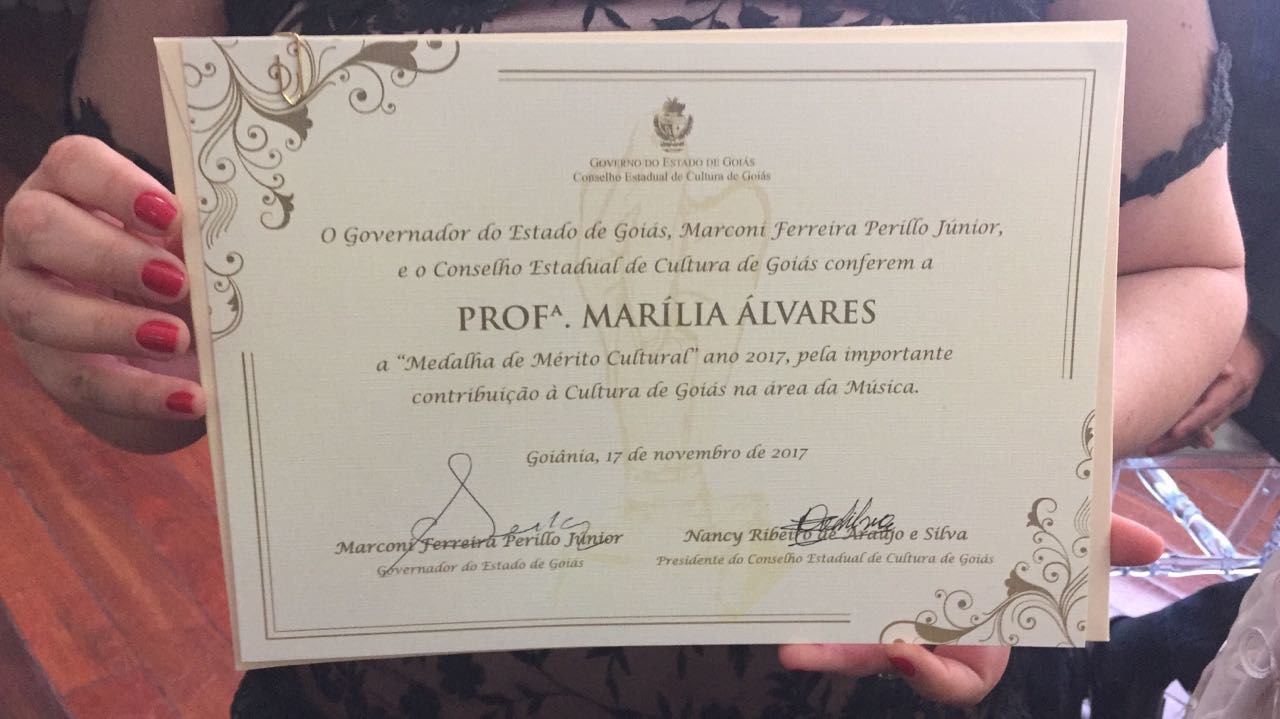 GOVERNO DO ESTADO DE GOIÁS
Conselho Estadual de Cultura de Goiás
O Governador do Estado de Goiás, Marconi Ferreira Perillo Júnior,
e o Conselho Estadual de Cultura de Goiás conferem a
PROFª. MARÍLIA ÁLVARES
a “Medalha de Mérito Cultural” ano 2017, pela importante
contribuição à Cultura de Goiás na área da Música.
Goiânia, 17 de novembro de 2017
Marconi Ferreira Perillo Júnior
Governador do Estado de Goiás
Nancy Ribeiro de Araújo e Silva
Presidente do Conselho Estadual de Cultura de Goiás